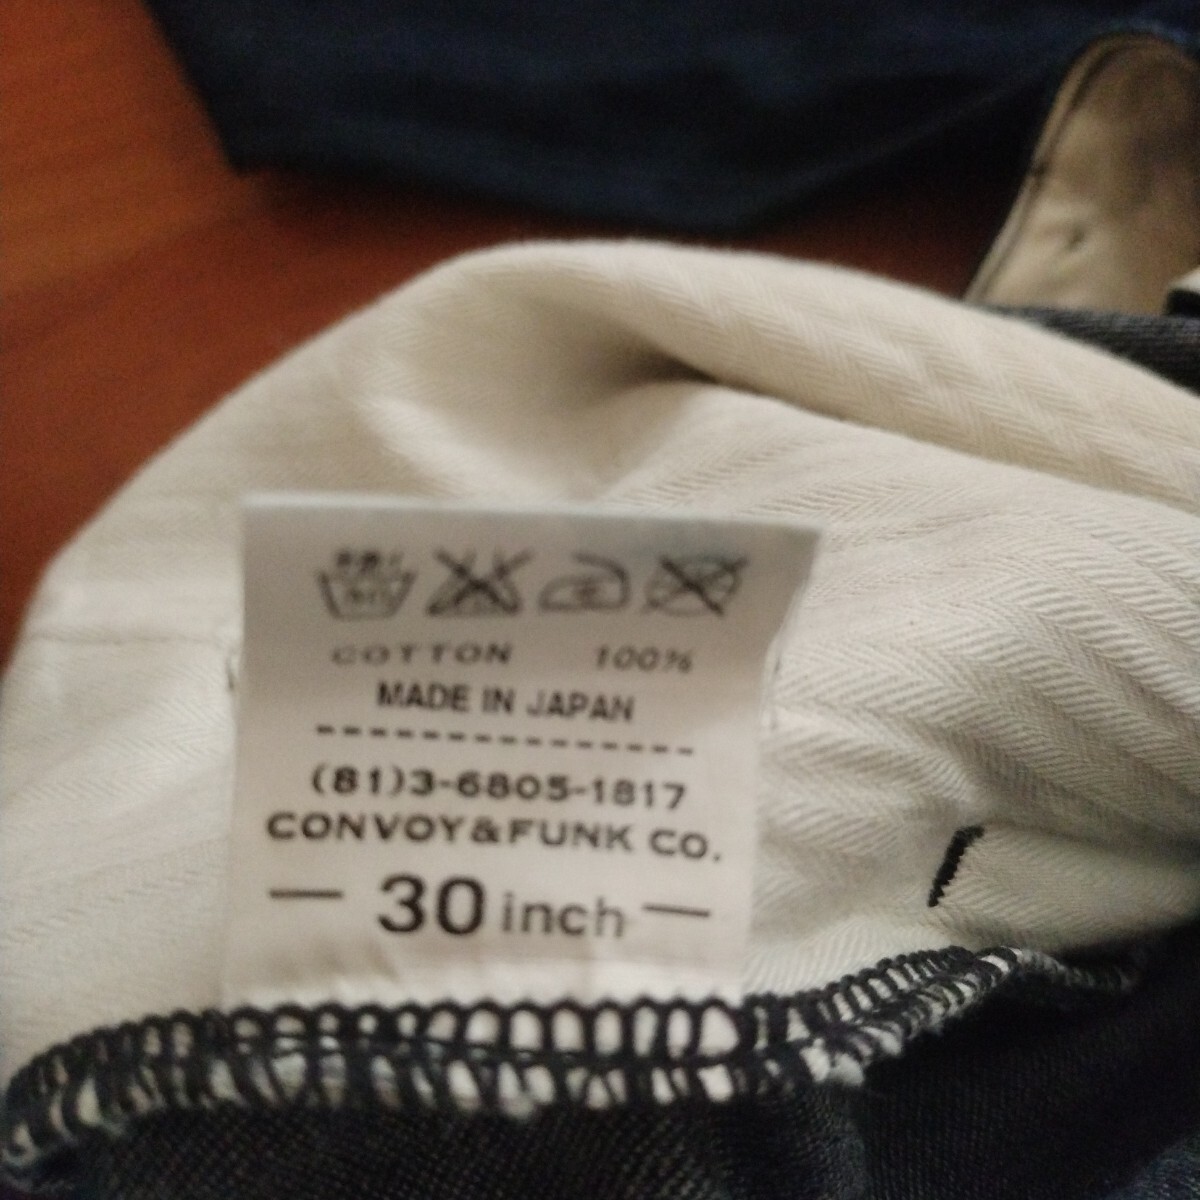 COTTON 100%
MADE IN JAPAN
(81)3-6805-1817
CONVOY&FUNK CO.
30 inch